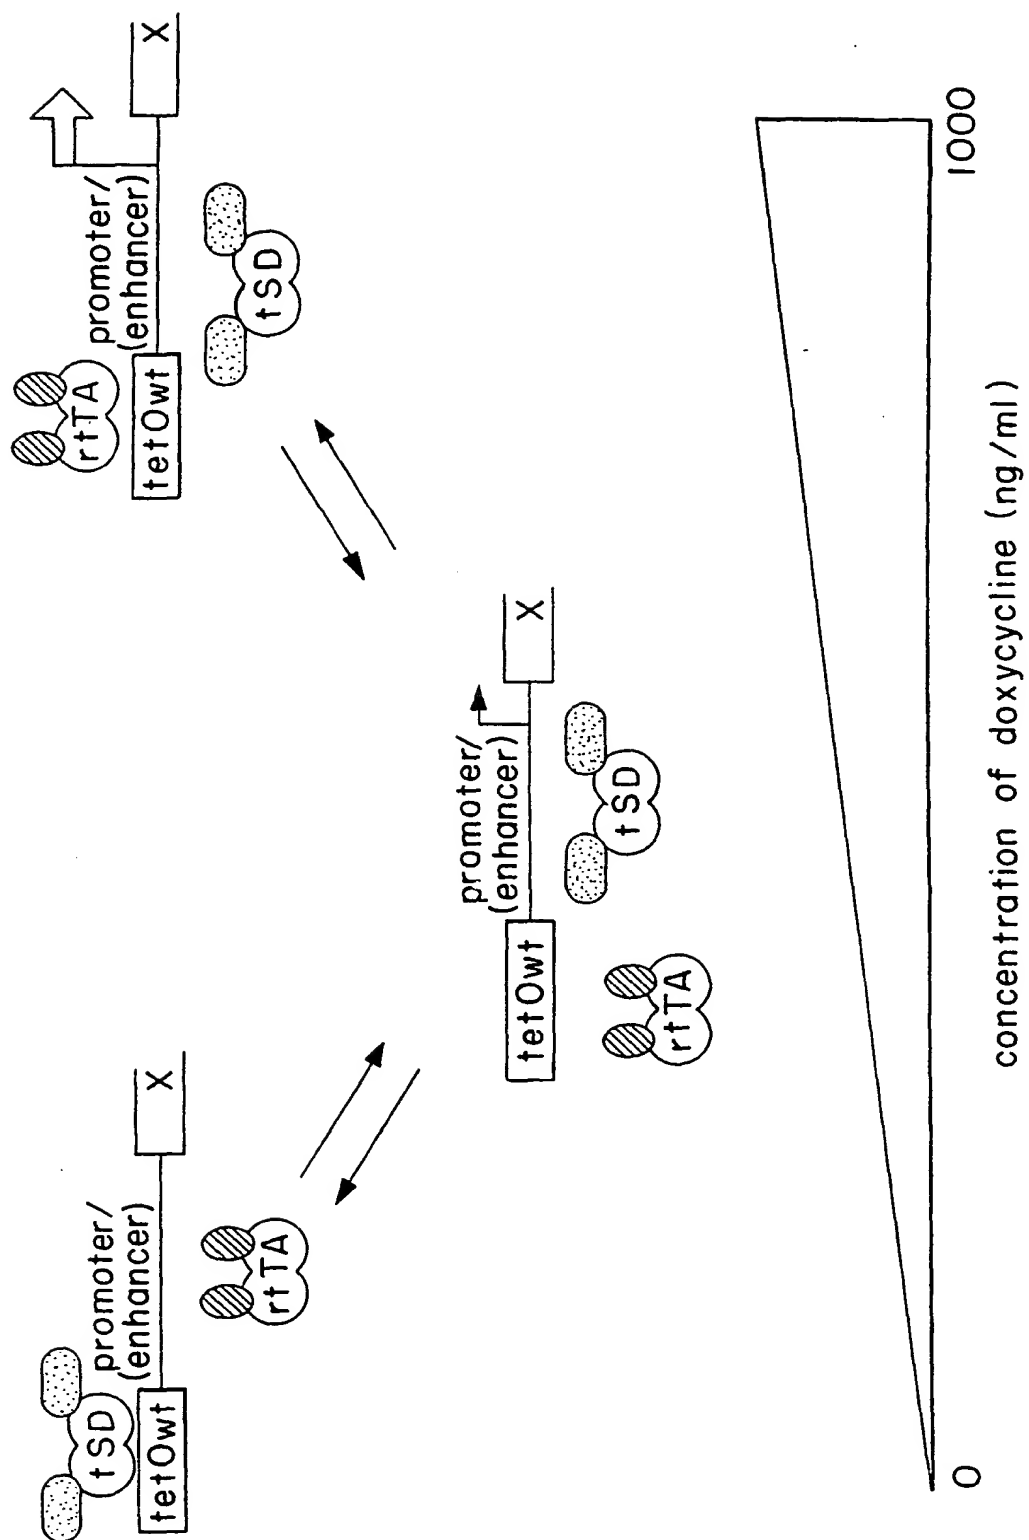 tSD
promoter/
(enhancer)
tetOwt
X
rtTA
promoter/
(enhancer)
tetOwt
X
tSD
rtTA
rtTA
promoter/
(enhancer)
tetOwt
X
tSD
0
1000
concentration of doxycycline (ng/ml)